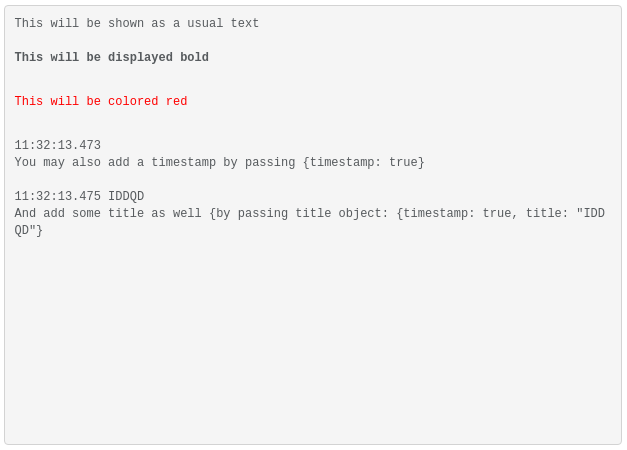 This will be shown as a usual text
This will be displayed bold
This will be colored red
11:32:13.473
You may also add a timestamp by passing {timestamp: true}
11:32:13.475 IDDQD
And add some title as well {by passing title object: {timestamp: true, title: "IDD
QD"}